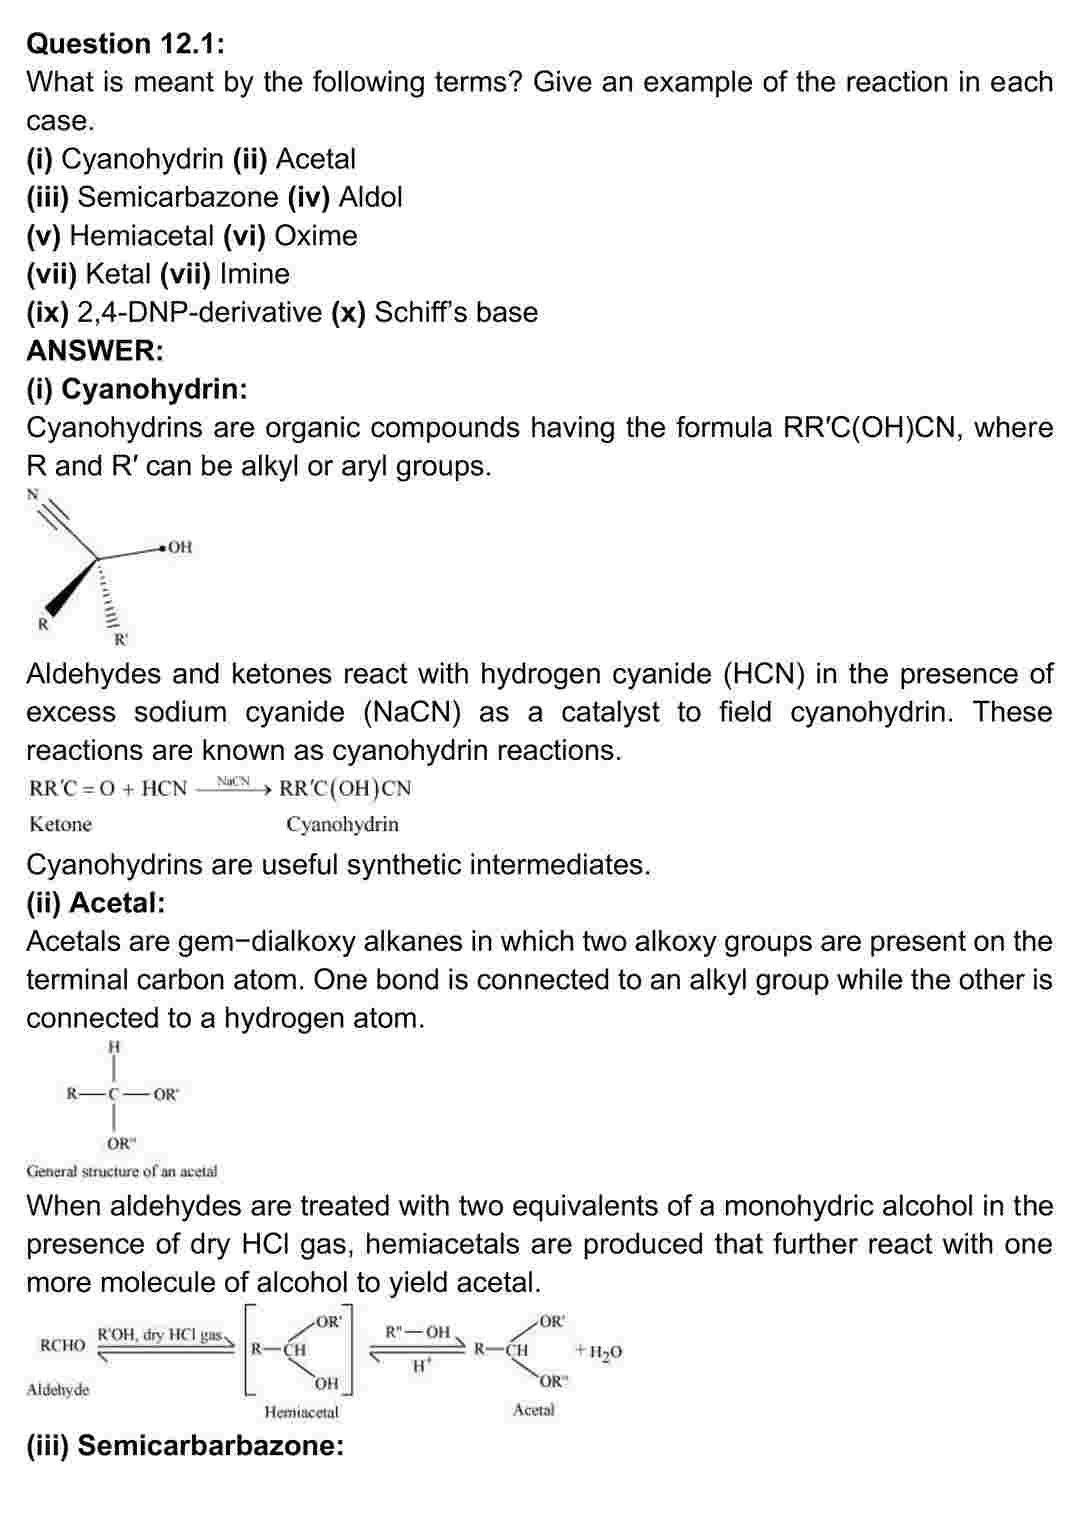 Question 12.1:
What is meant by the following terms? Give an example of the reaction in each
case.
(i) Cyanohydrin (ii) Acetal
(iii) Semicarbazone (iv) Aldol
(v) Hemiacetal (vi) Oxime
(vii) Ketal (vii) Imine
(ix) 2,4-DNP-derivative (x) Schiff's base
ANSWER:
(i) Cyanohydrin:
Cyanohydrins are organic compounds having the formula RR′C(OH)CN, where
R and R′ can be alkyl or aryl groups.
N
OH
R
R'
Aldehydes and ketones react with hydrogen cyanide (HCN) in the presence of
excess sodium cyanide (NaCN) as a catalyst to field cyanohydrin. These
reactions are known as cyanohydrin reactions.
RR′C = O + HCN —NaCN→ RR′C(OH)CN
Ketone Cyanohydrin
Cyanohydrins are useful synthetic intermediates.
(ii) Acetal:
Acetals are gem−dialkoxy alkanes in which two alkoxy groups are present on the
terminal carbon atom. One bond is connected to an alkyl group while the other is
connected to a hydrogen atom.
H
R—C—OR'
OR"
General structure of an acetal
When aldehydes are treated with two equivalents of a monohydric alcohol in the
presence of dry HCl gas, hemiacetals are produced that further react with one
more molecule of alcohol to yield acetal.
OR' OR'
RCHO R'OH, dry HCl gas R—CH R"—OH H+ R—CH + H2O
OH OR"
Aldehyde Hemiacetal Acetal
(iii) Semicarbarbazone: